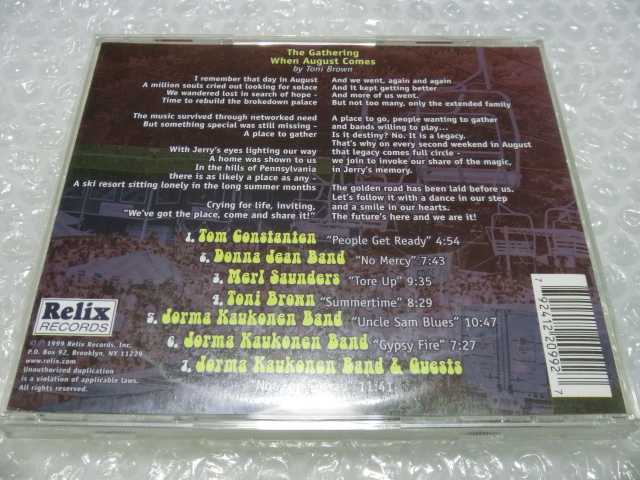 The Gathering
When August Comes
by Toni Brown
I remember that day in August
A million souls cried out looking for solace
We wandered lost in search of hope -
Time to rebuild the brokedown palace
The music survived through networked need
But something special was still missing -
A place to gather
With Jerry's eyes lighting our way
A home was shown to us
In the hills of Pennsylvania
there is as likely a place as any -
A ski resort sitting lonely in the long summer months
Crying for life, inviting,
"We've got the place, come and share it!"
And we went, again and again
And it kept getting better
And more of us went.
But not too many, only the extended family
A place to go, people wanting to gather
and bands willing to play...
Is it destiny? No. It is a legacy.
That's why on every second weekend in August
that legacy comes full circle -
we join to invoke our share of the magic,
in Jerry's memory.
The golden road has been laid before us.
Let's follow it with a dance in our step
and a smile in our hearts.
The future's here and we are it!
1. Tom Constanten "People Get Ready" 4:54
2. Donna Jean Band "No Mercy" 7:43
3. Merl Saunders "Tore Up" 9:35
4. Toni Brown "Summertime" 8:29
5. Jorma Kaukonen Band "Uncle Sam Blues" 10:47
6. Jorma Kaukonen Band "Gypsy Fire" 7:27
7. Jorma Kaukonen Band & Guests
11:41
Relix
RECORDS
© 1999 Relix Records, Inc.
P.O. Box 92, Brooklyn, NY 11229
www.relix.com
Unauthorized duplication
is a violation of applicable laws.
All rights reserved.
7 92412 20992 7